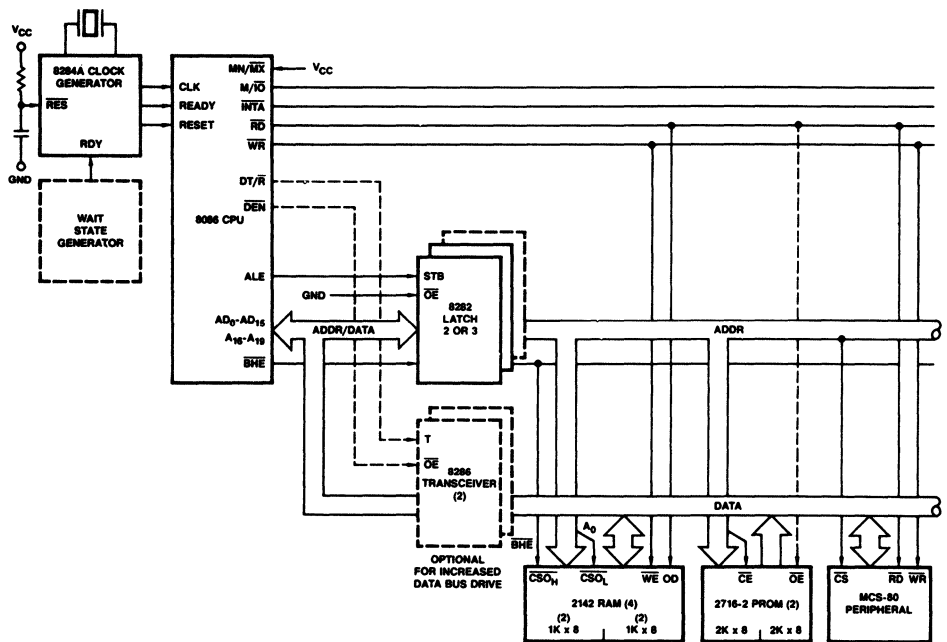 VCC
8284A CLOCK
GENERATOR
RES
RDY
GND
WAIT
STATE
GENERATOR
CLK
READY
RESET
8086 CPU
MN/MX
VCC
M/IO
INTA
RD
WR
DT/R
DEN
ALE
AD0-AD15
A16-A19
BHE
ADDR/DATA
GND
STB
OE
8282
LATCH
2 OR 3
ADDR
T
OE
8286
TRANSCEIVER
(2)
OPTIONAL
FOR INCREASED
DATA BUS DRIVE
DATA
BHE
A0
CSOH
CSOL
WE
OD
2142 RAM (4)
(2)
1K x 8
(2)
1K x 8
CE
OE
2716-2 PROM (2)
2K x 8
2K x 8
CS
RD
WR
MCS-80
PERIPHERAL